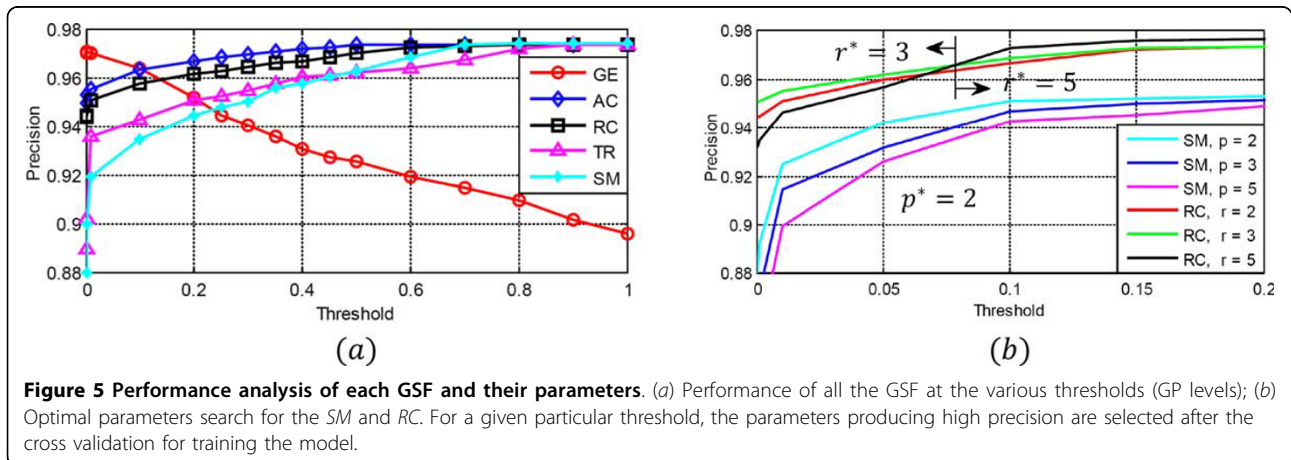 0.98
0.96
0.94
0.92
0.9
0.88
Precision
0 0.2 0.4 0.6 0.8 1
Threshold
GE
AC
RC
TR
SM
(a)
0.98
0.96
0.94
0.92
0.9
0.88
Precision
r* = 3
r* = 5
p* = 2
SM, p = 2
SM, p = 3
SM, p = 5
RC, r = 2
RC, r = 3
RC, r = 5
0 0.05 0.1 0.15 0.2
Threshold
(b)
Figure 5 Performance analysis of each GSF and their parameters. (a) Performance of all the GSF at the various thresholds (GP levels); (b)
Optimal parameters search for the SM and RC. For a given particular threshold, the parameters producing high precision are selected after the
cross validation for training the model.